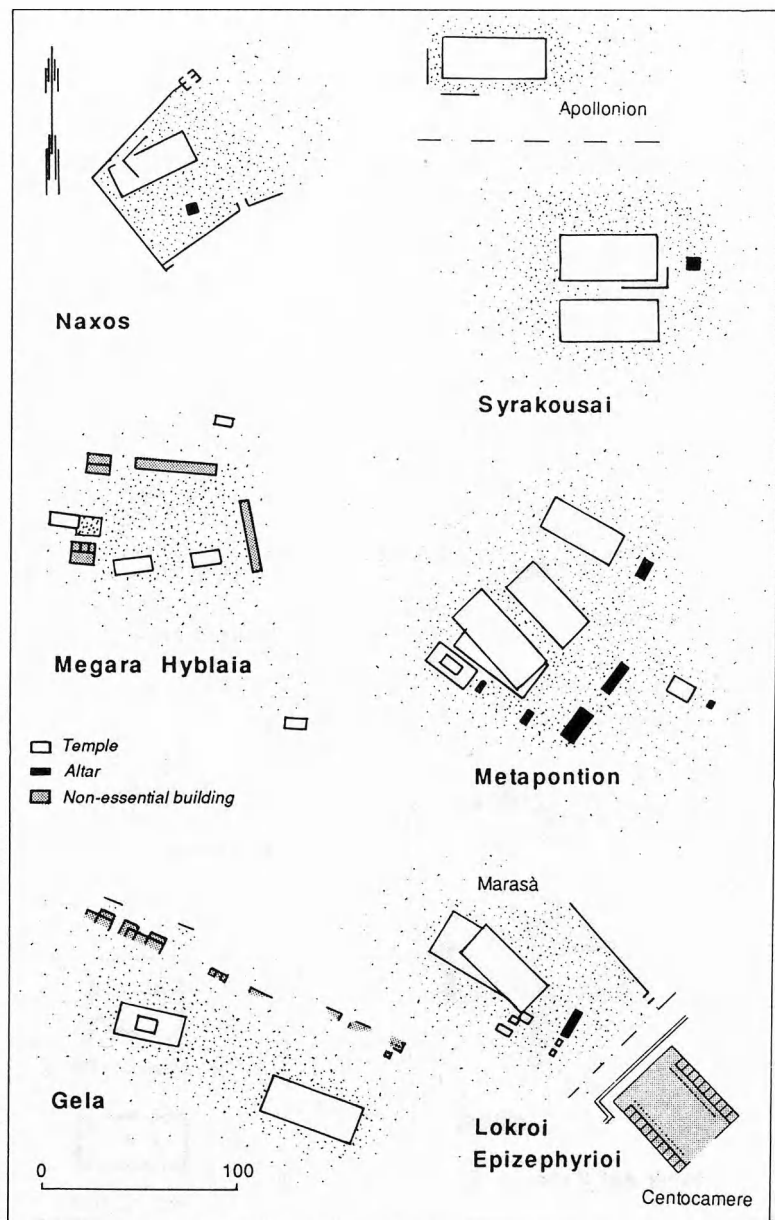 Apollonion
Naxos
Syrakousai
Megara Hyblaia
Temple
Altar
Non-essential building
Metapontion
Marasà
Gela
Lokroi
Epizephyrioi
0 100
Centocamere